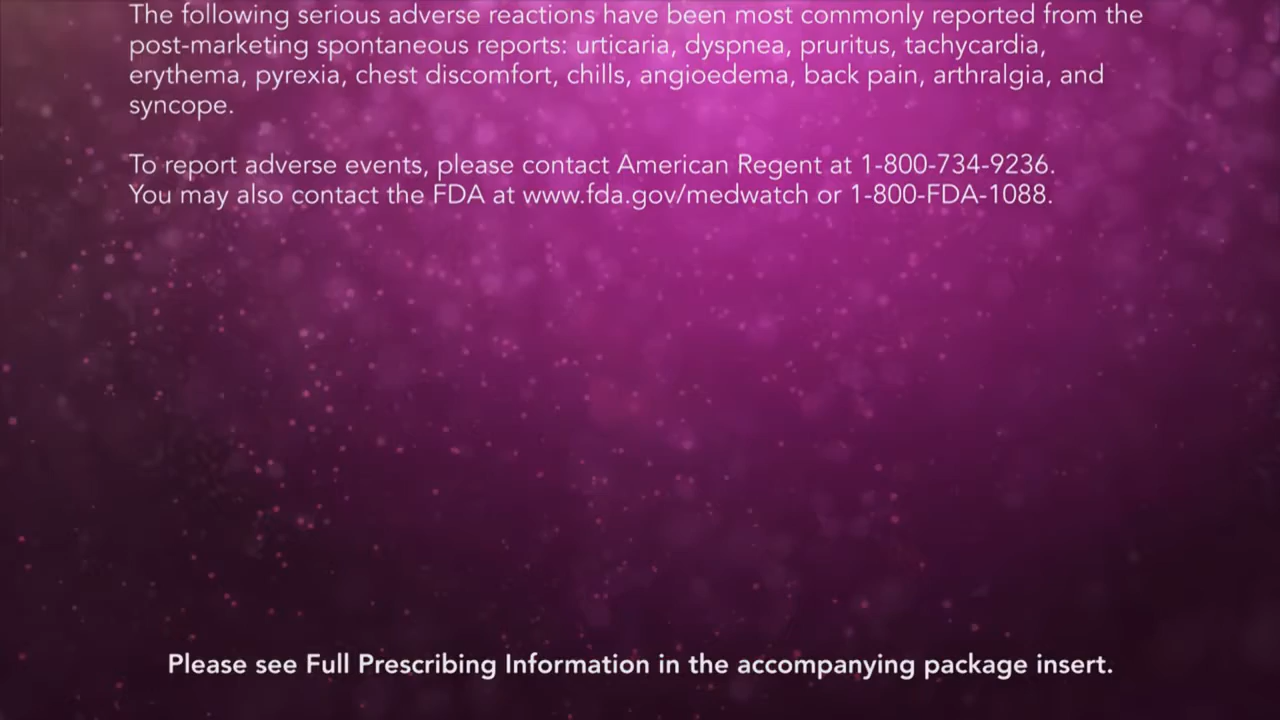 The following serious adverse reactions have been most commonly reported from the
post-marketing spontaneous reports: urticaria, dyspnea, pruritus, tachycardia,
erythema, pyrexia, chest discomfort, chills, angioedema, back pain, arthralgia, and
syncope.
To report adverse events, please contact American Regent at 1-800-734-9236.
You may also contact the FDA at www.fda.gov/medwatch or 1-800-FDA-1088.
Please see Full Prescribing Information in the accompanying package insert.